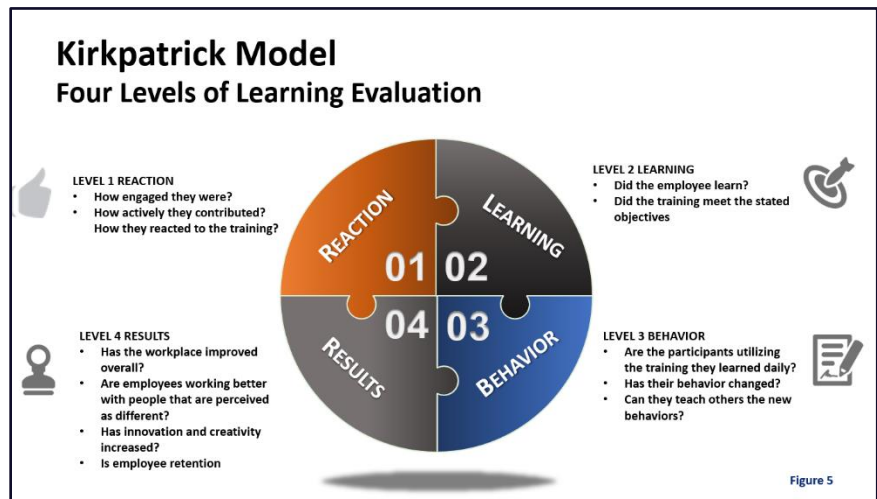 Kirkpatrick Model
Four Levels of Learning Evaluation
LEVEL 1 REACTION
• How engaged they were?
• How actively they contributed?
How they reacted to the training?
LEVEL 2 LEARNING
• Did the employee learn?
• Did the training meet the stated
objectives
REACTION
LEARNING
01 02
04 03
RESULTS
BEHAVIOR
LEVEL 4 RESULTS
• Has the workplace improved
overall?
• Are employees working better
with people that are perceived
as different?
• Has innovation and creativity
increased?
• Is employee retention
LEVEL 3 BEHAVIOR
• Are the participants utilizing
the training they learned daily?
• Has their behavior changed?
• Can they teach others the new
behaviors?
Figure 5